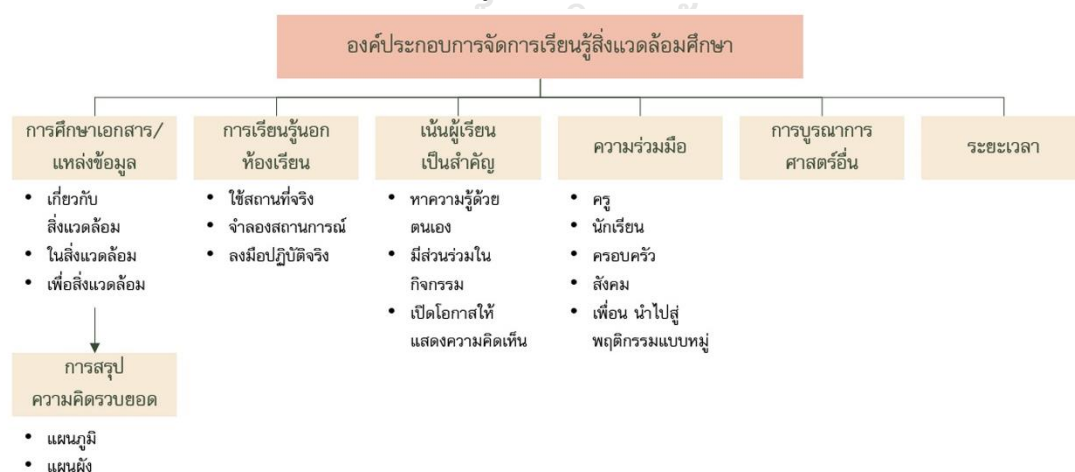 องค์ประกอบการจัดการเรียนรู้สิ่งแวดล้อมศึกษา
การศึกษาเอกสาร/
แหล่งข้อมูล
• เกี่ยวกับ
สิ่งแวดล้อม
• ในสิ่งแวดล้อม
• เพื่อสิ่งแวดล้อม
การสรุป
ความคิดรวบยอด
• แผนภูมิ
• แผนผัง
การเรียนรู้นอก
ห้องเรียน
• ใช้สถานที่จริง
• จำลองสถานการณ์
• ลงมือปฏิบัติจริง
เน้นผู้เรียน
เป็นสำคัญ
• หาความรู้ด้วย
ตนเอง
• มีส่วนร่วมใน
กิจกรรม
• เปิดโอกาสให้
แสดงความคิดเห็น
ความร่วมมือ
• ครู
• นักเรียน
• ครอบครัว
• สังคม
• เพื่อน นำไปสู่
พฤติกรรมแบบหมู่
การบูรณาการ
ศาสตร์อื่น
ระยะเวลา